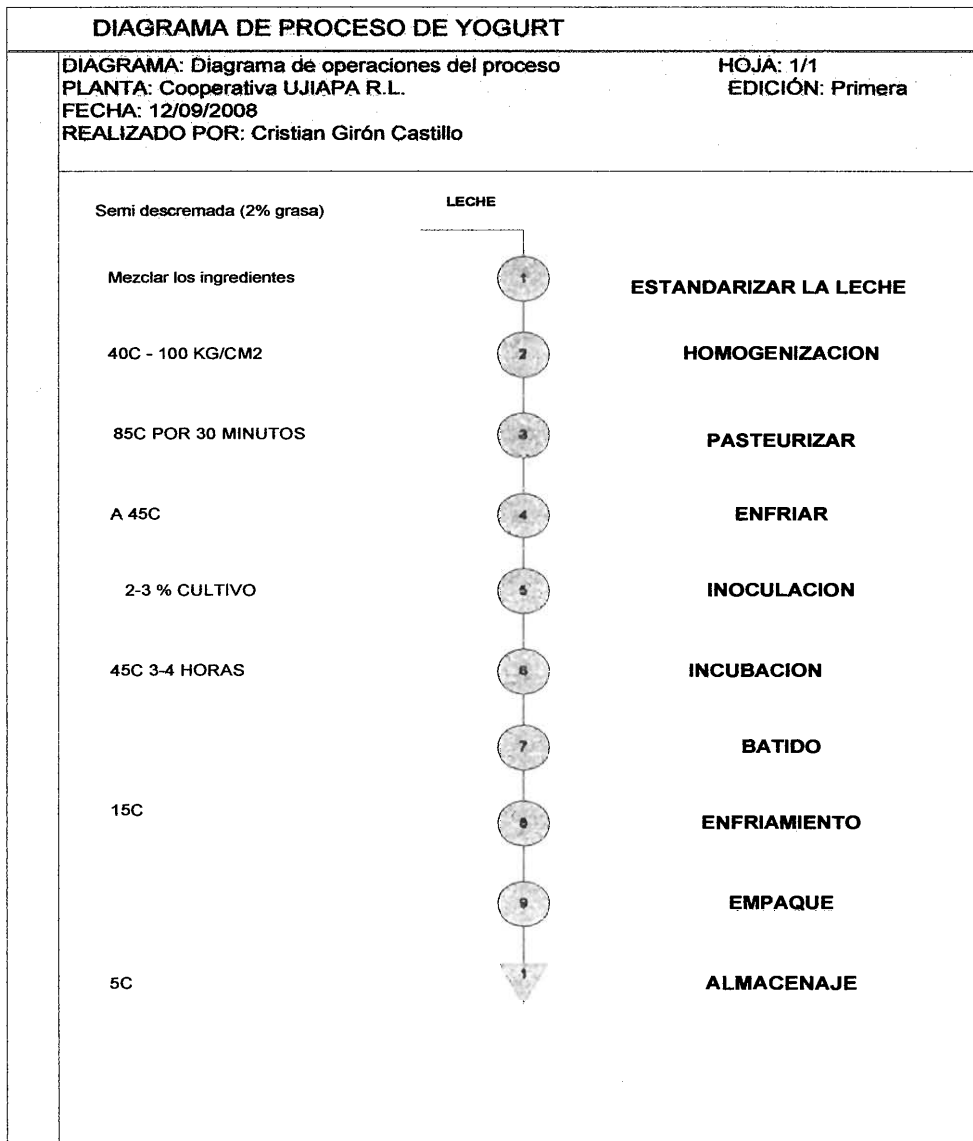 DIAGRAMA DE PROCESO DE YOGURT
DIAGRAMA: Diagrama de operaciones del proceso HOJA: 1/1
PLANTA: Cooperativa UJIAPA R.L. EDICIÓN: Primera
FECHA: 12/09/2008
REALIZADO POR: Cristian Girón Castillo
Semi descremada (2% grasa) LECHE
Mezclar los ingredientes 1 ESTANDARIZAR LA LECHE
40C - 100 KG/CM2 2 HOMOGENIZACION
85C POR 30 MINUTOS 3 PASTEURIZAR
A 45C 4 ENFRIAR
2-3 % CULTIVO 5 INOCULACION
45C 3-4 HORAS 6 INCUBACION
7 BATIDO
15C 8 ENFRIAMIENTO
9 EMPAQUE
5C 1 ALMACENAJE